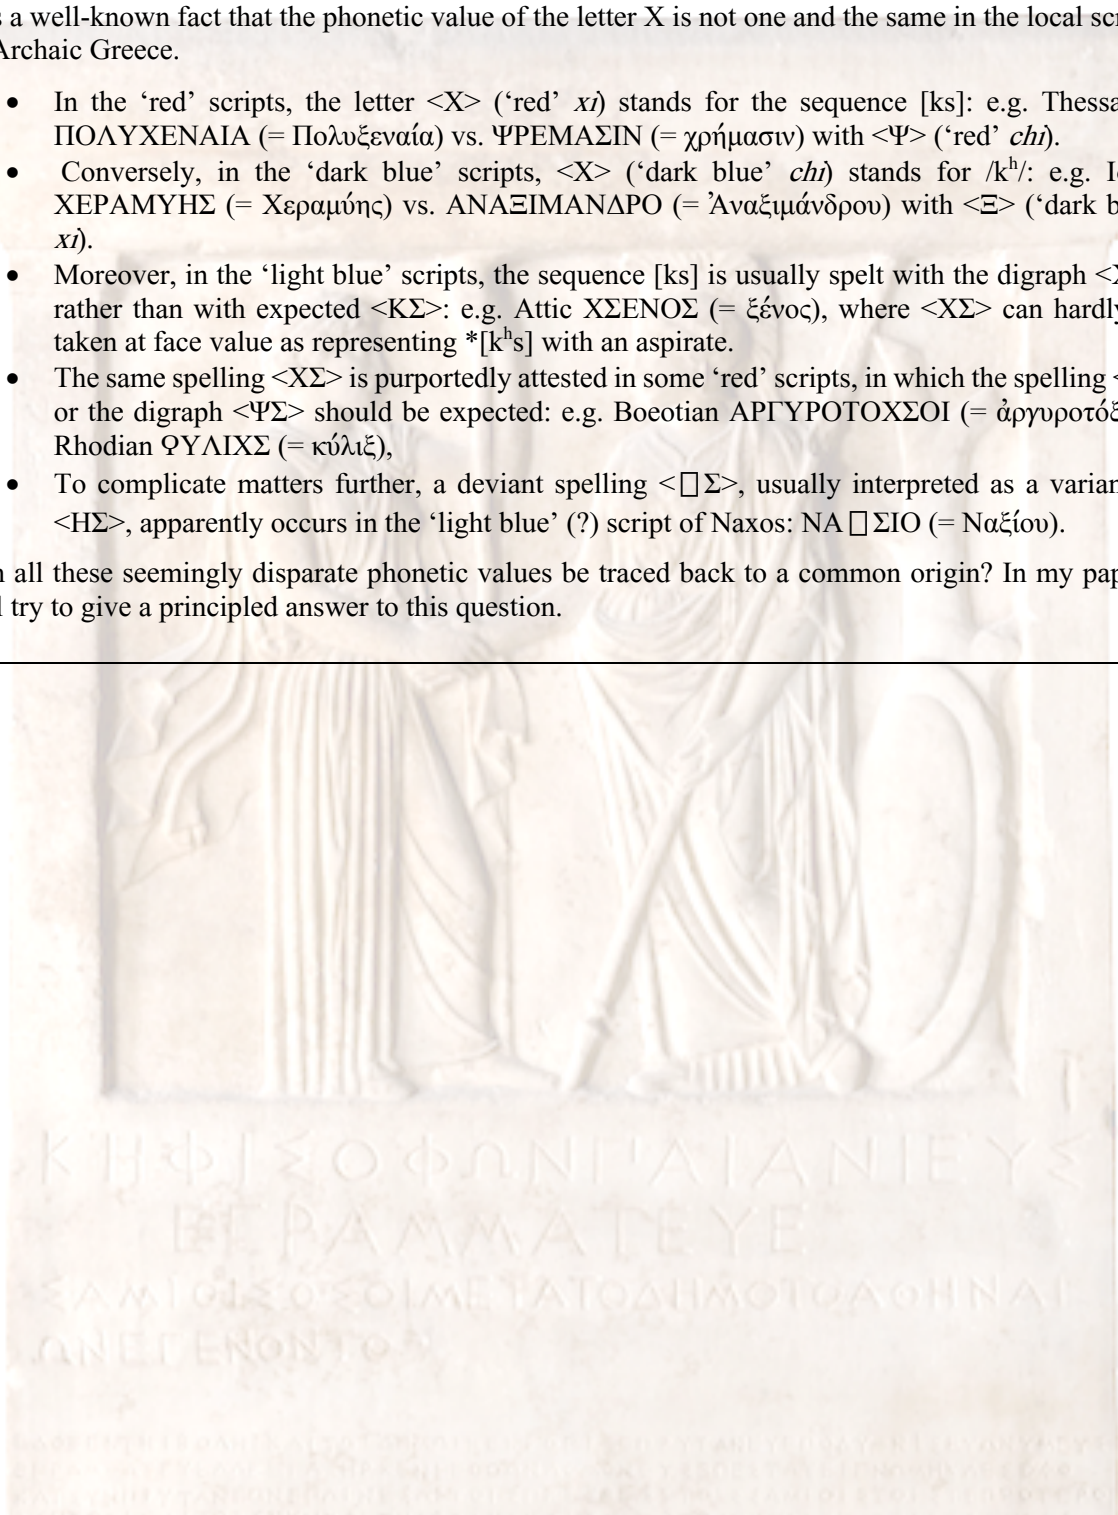 s a well-known fact that the phonetic value of the letter X is not one and the same in the local scr
Archaic Greece.
• In the ‘red’ scripts, the letter <X> (‘red’ xi) stands for the sequence [ks]: e.g. Thessa
ΠΟΛΥΧΕΝΑΙΑ (= Πολυξεναία) vs. ΨΡΕΜΑΣΙΝ (= χρήμασιν) with <Ψ> (‘red’ chi).
• Conversely, in the ‘dark blue’ scripts, <X> (‘dark blue’ chi) stands for /kʰ/: e.g. I
ΧΕΡΑΜΥΗΣ (= Χεραμύης) vs. ΑΝΑΞΙΜΑΝΔΡΟ (= Ἀναξιμάνδρου) with <Ξ> (‘dark b
xi).
• Moreover, in the ‘light blue’ scripts, the sequence [ks] is usually spelt with the digraph <
rather than with expected <ΚΣ>: e.g. Attic ΧΣΕΝΟΣ (= ξένος), where <ΧΣ> can hardly
taken at face value as representing *[kʰs] with an aspirate.
• The same spelling <ΧΣ> is purportedly attested in some ‘red’ scripts, in which the spelling <
or the digraph <ΨΣ> should be expected: e.g. Boeotian ΑΡΓΥΡΟΤΟΧΣΟΙ (= ἀργυροτόξ
Rhodian ϘΥΛΙΧΣ (= κύλιξ),
• To complicate matters further, a deviant spelling <□Σ>, usually interpreted as a varian
<ΗΣ>, apparently occurs in the ‘light blue’ (?) script of Naxos: ΝΑ□ΣΙΟ (= Ναξίου).
n all these seemingly disparate phonetic values be traced back to a common origin? In my pap
l try to give a principled answer to this question.
ΚΗΦΙΣΟΦΩΝΠΑΙΑΝΙΕΥΣ
ΕΓΡΑΜΜΑΤΕΥΕ
ΣΑΜΙΟΙΣΟΣΟΙΜΕΤΑΤΟΔΗΜΟΤΟΑΘΗΝΑΙ
ΩΝΕΓΕΝΟΝΤΟ